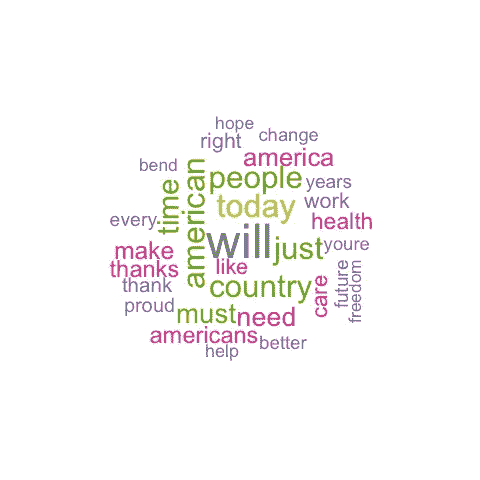 hope
right
change
america
bend
people
years
time
american
today
work
every
health
will
just
youre
make
thanks
like
country
care
future
freedom
thank
proud
must
need
americans
help
better